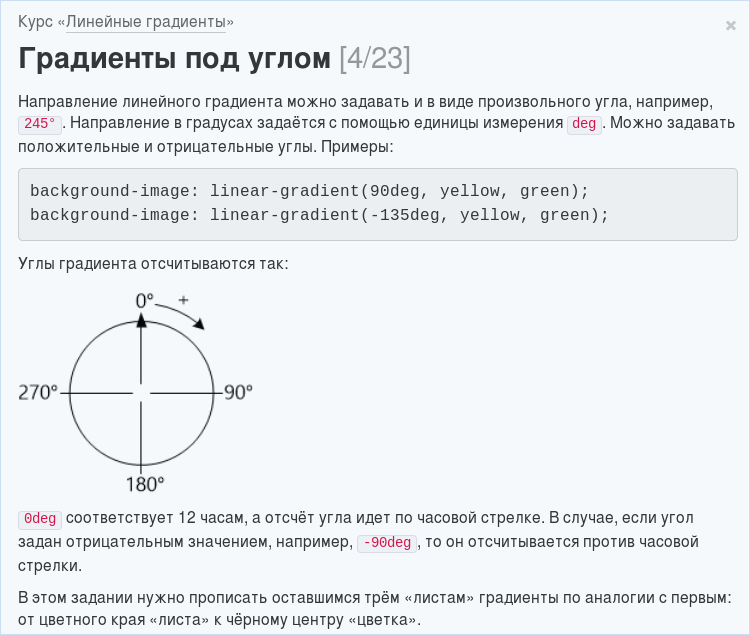 Курс «Линейные градиенты»
×
Градиенты под углом [4/23]
Направление линейного градиента можно задавать и в виде произвольного угла, например,
245° . Направление в градусах задаётся с помощью единицы измерения deg . Можно задавать
положительные и отрицательные углы. Примеры:
background-image: linear-gradient(90deg, yellow, green);
background-image: linear-gradient(-135deg, yellow, green);
Углы градиента отсчитываются так:
0° +
270° 90°
180°
0deg соответствует 12 часам, а отсчёт угла идет по часовой стрелке. В случае, если угол
задан отрицательным значением, например, -90deg , то он отсчитывается против часовой
стрелки.
В этом задании нужно прописать оставшимся трём «листам» градиенты по аналогии с первым:
от цветного края «листа» к чёрному центру «цветка».